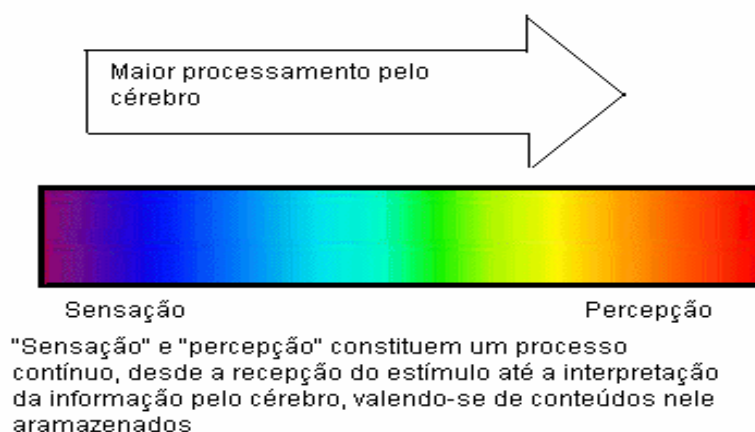 Maior processamento pelo
cérebro
Sensação
Percepção
"Sensação" e "percepção" constituem um processo
contínuo, desde a recepção do estímulo até a interpretação
da informação pelo cérebro, valendo-se de conteúdos nele
aramazenados